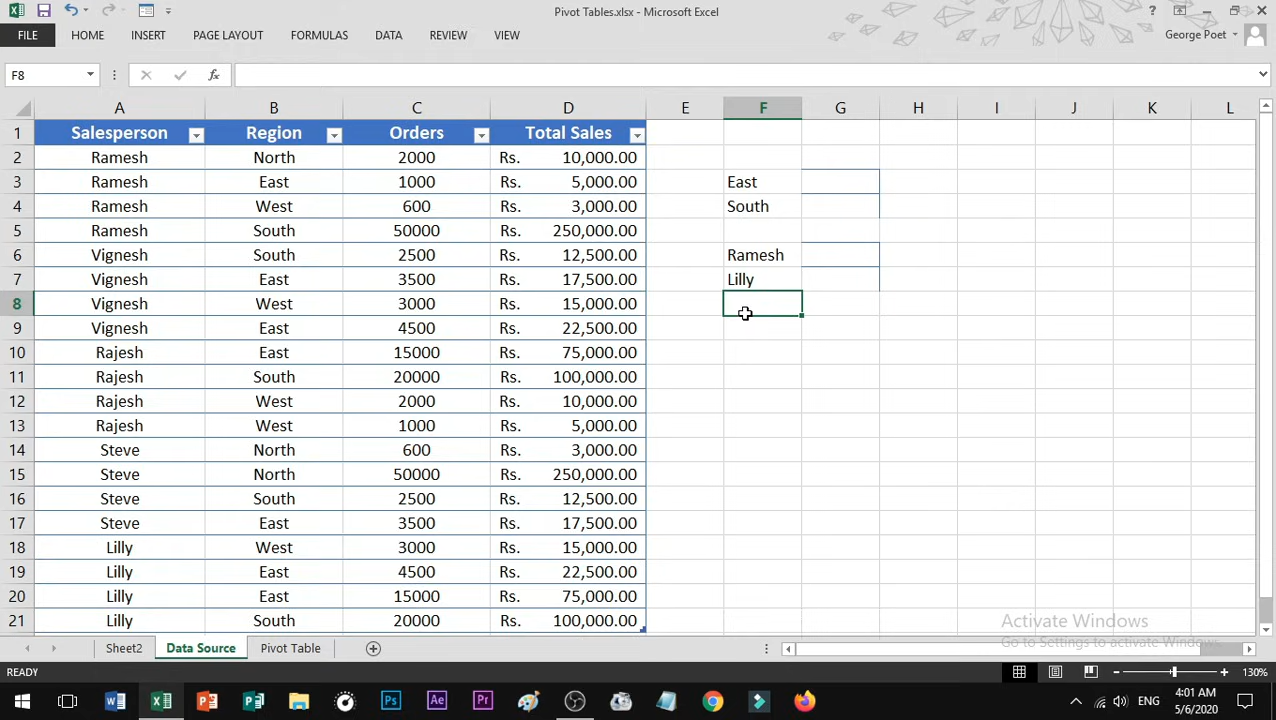 Pivot Tables.xlsx - Microsoft Excel
?
FILE HOME INSERT PAGE LAYOUT FORMULAS DATA REVIEW VIEW George Poet
F8 fx
A B C D E F G H I J K L
1 Salesperson Region Orders Total Sales
2 Ramesh North 2000 Rs. 10,000.00
3 Ramesh East 1000 Rs. 5,000.00 East
4 Ramesh West 600 Rs. 3,000.00 South
5 Ramesh South 50000 Rs. 250,000.00
6 Vignesh South 2500 Rs. 12,500.00 Ramesh
7 Vignesh East 3500 Rs. 17,500.00 Lilly
8 Vignesh West 3000 Rs. 15,000.00
9 Vignesh East 4500 Rs. 22,500.00
10 Rajesh East 15000 Rs. 75,000.00
11 Rajesh South 20000 Rs. 100,000.00
12 Rajesh West 2000 Rs. 10,000.00
13 Rajesh West 1000 Rs. 5,000.00
14 Steve North 600 Rs. 3,000.00
15 Steve North 50000 Rs. 250,000.00
16 Steve South 2500 Rs. 12,500.00
17 Steve East 3500 Rs. 17,500.00
18 Lilly West 3000 Rs. 15,000.00
19 Lilly East 4500 Rs. 22,500.00
20 Lilly East 15000 Rs. 75,000.00
21 Lilly South 20000 Rs. 100,000.00
Activate Windows
Go to Settings to activate Windows.
Sheet2 Data Source Pivot Table
READY 130%
Ps Ae Pr ENG 4:01 AM
5/6/2020